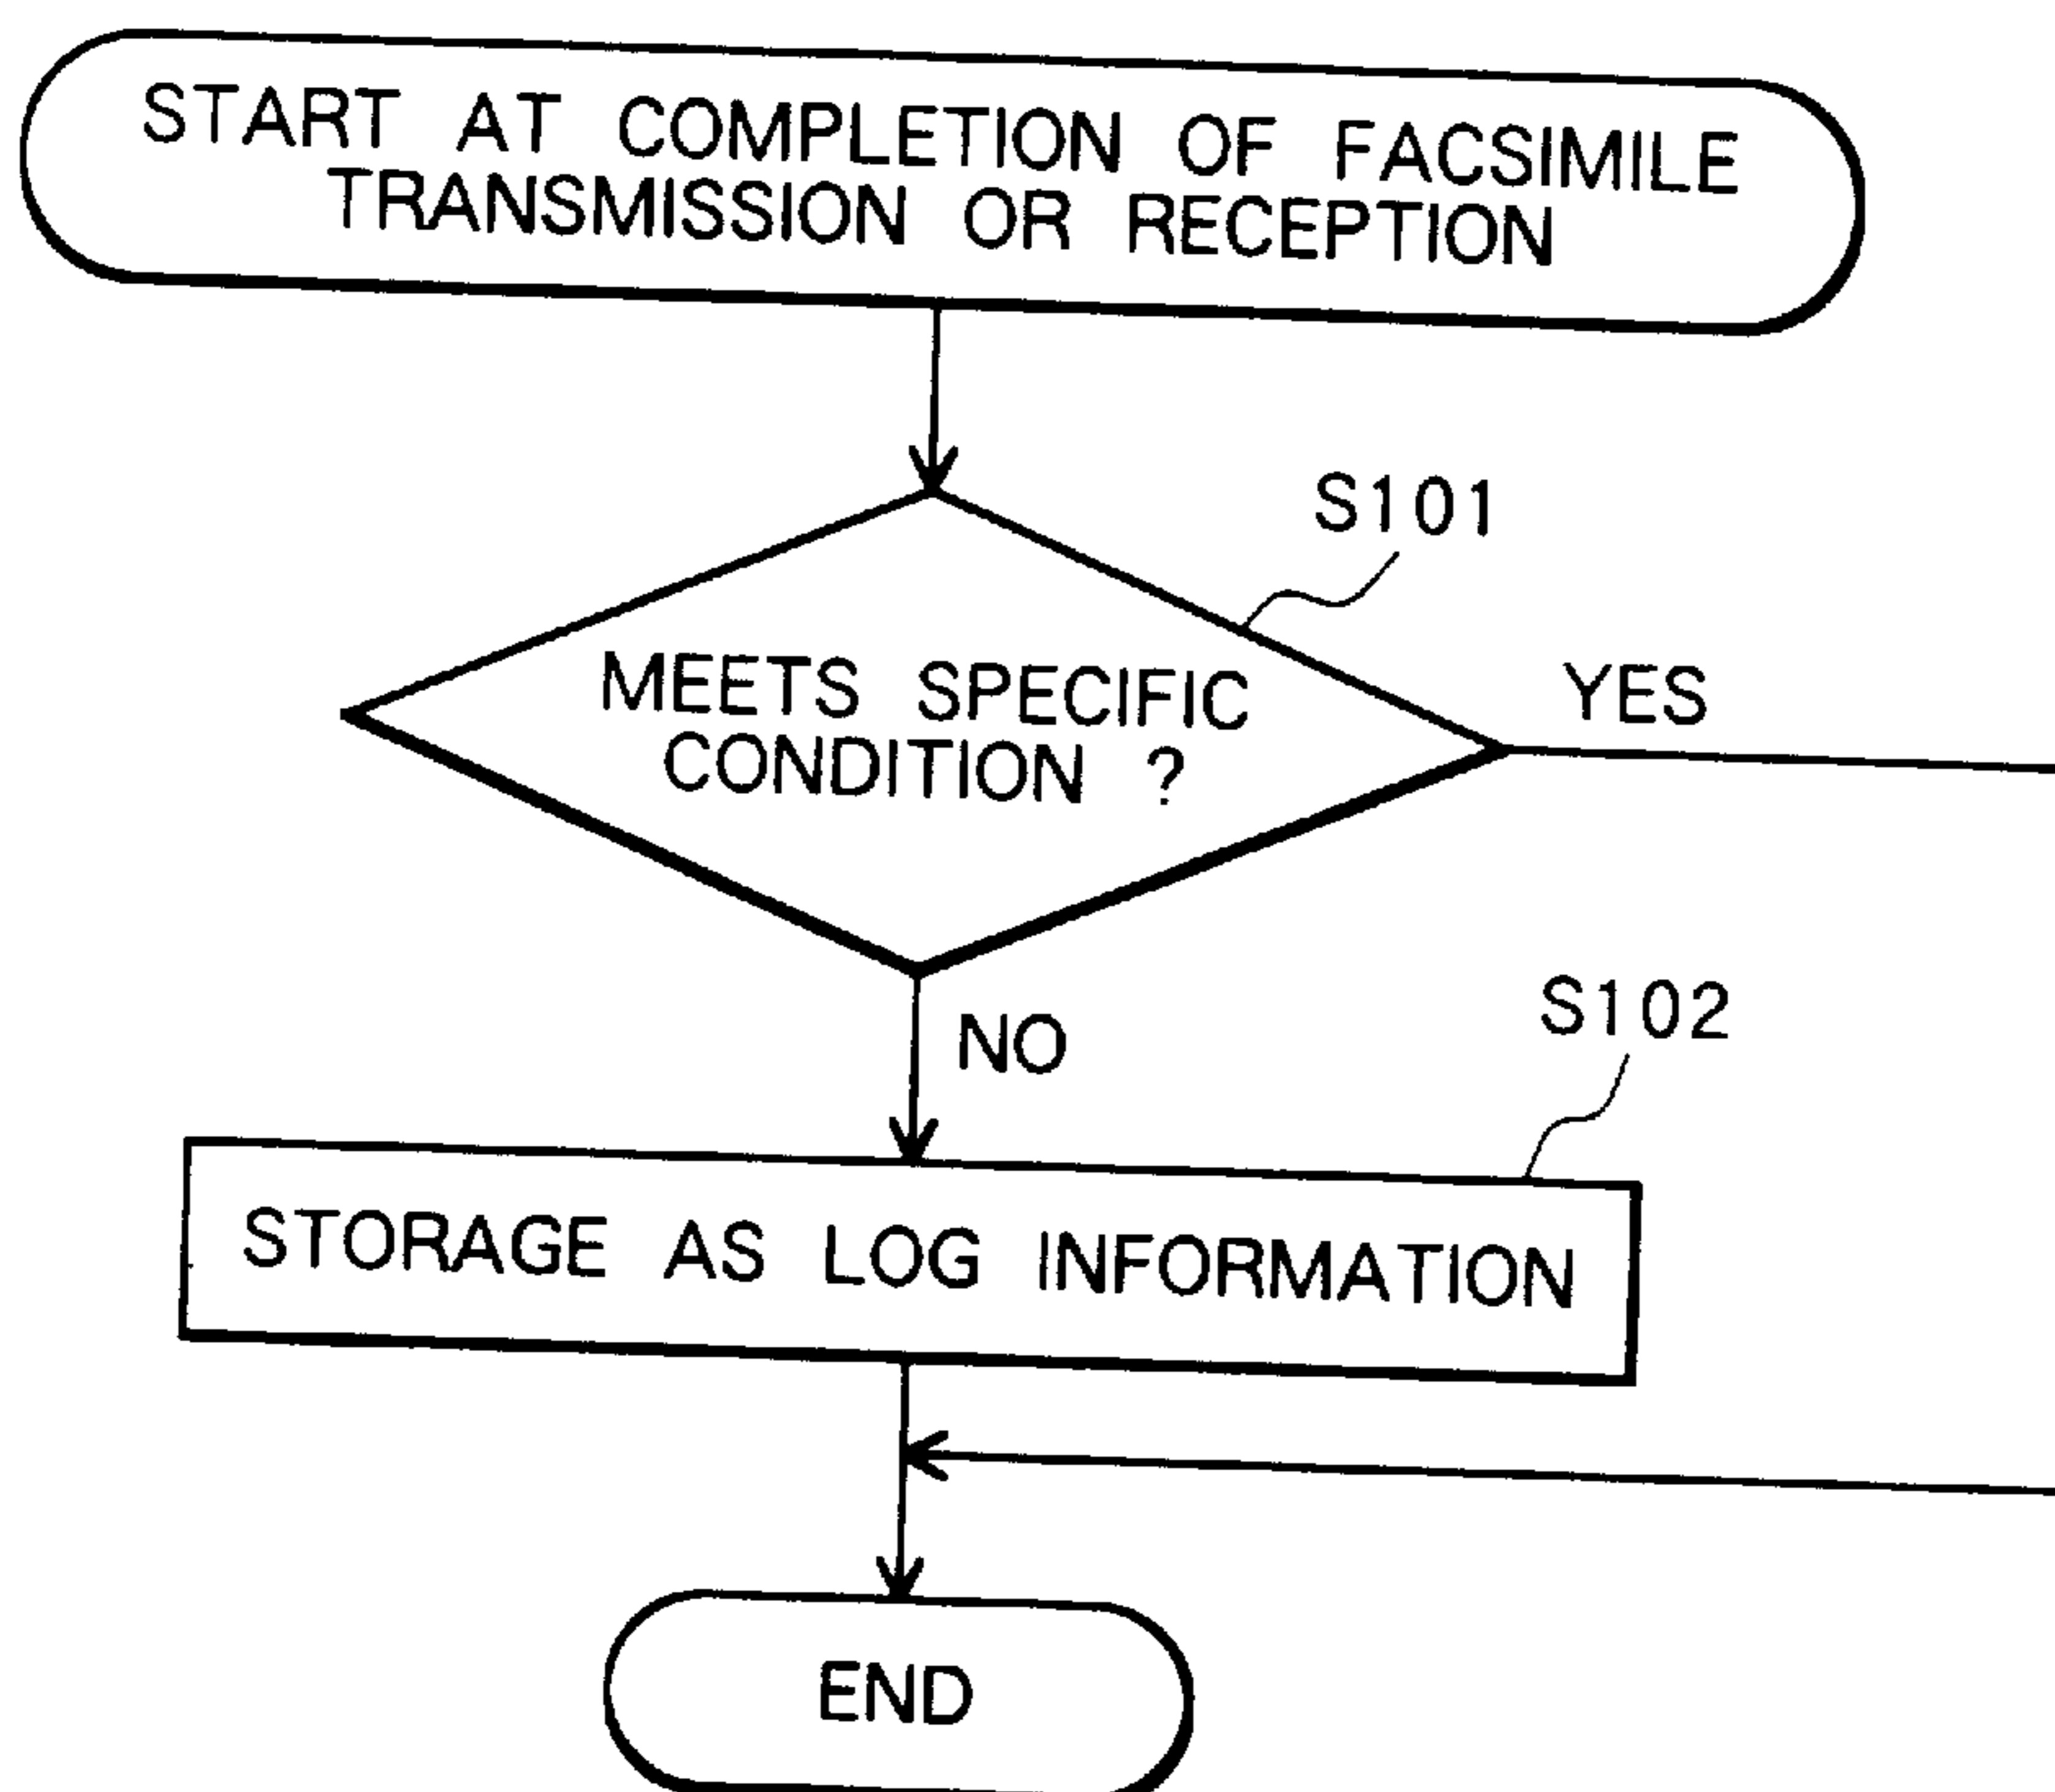 START AT COMPLETION OF FACSIMILE
TRANSMISSION OR RECEPTION
S101
MEETS SPECIFIC
CONDITION ?
YES
NO
S102
STORAGE AS LOG INFORMATION
END